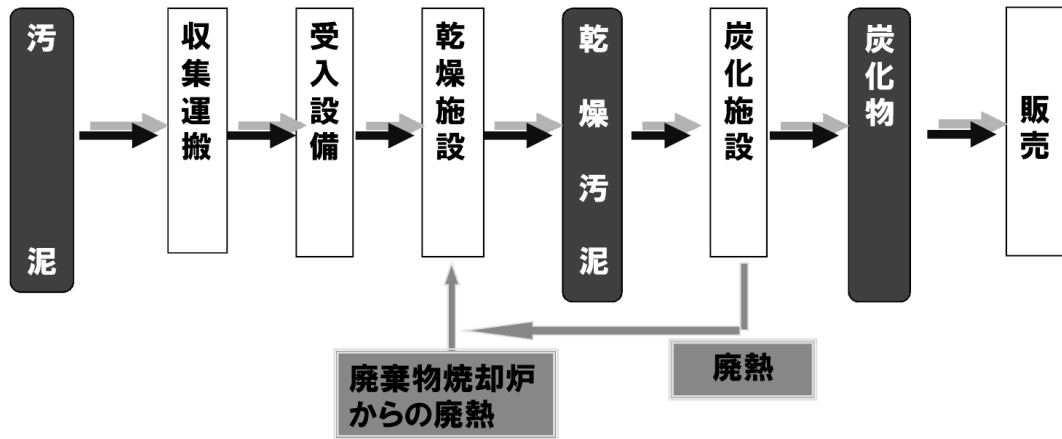 汚泥
収集運搬
受入設備
乾燥施設
乾燥汚泥
炭化施設
炭化物
販売
廃棄物焼却炉
からの廃熱
廃熱